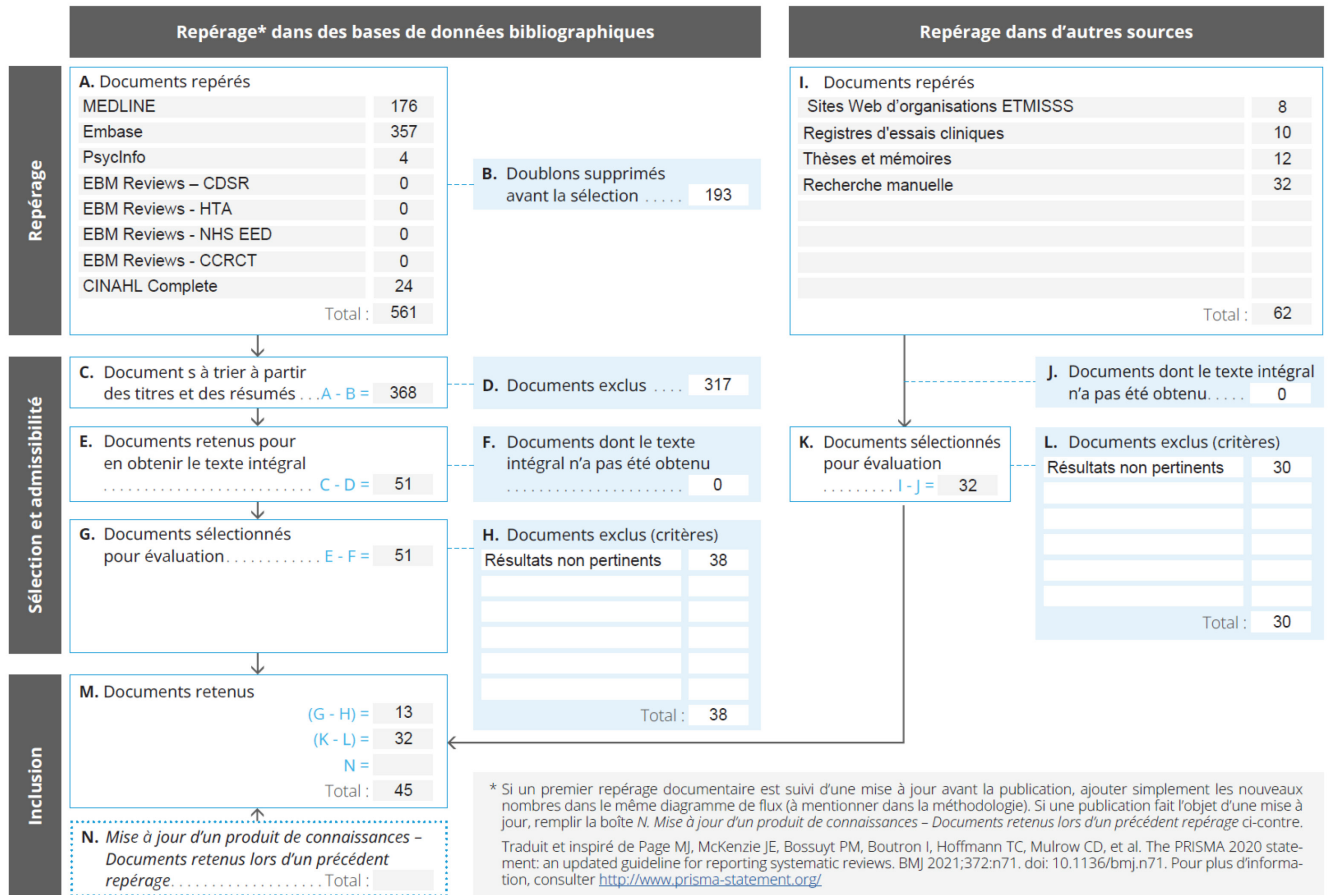 Repérage* dans des bases de données bibliographiques
Repérage dans d'autres sources
Repérage
A. Documents repérés
MEDLINE 176
Embase 357
PsycInfo 4
EBM Reviews – CDSR 0
EBM Reviews - HTA 0
EBM Reviews - NHS EED 0
EBM Reviews - CCRCT 0
CINAHL Complete 24
Total : 561
B. Doublons supprimés
avant la sélection ..... 193
I. Documents repérés
Sites Web d'organisations ETMISSS 8
Registres d'essais cliniques 10
Thèses et mémoires 12
Recherche manuelle 32
Total : 62
Sélection et admissibilité
C. Document s à trier à partir
des titres et des résumés ...A - B = 368
D. Documents exclus .... 317
J. Documents dont le texte intégral
n'a pas été obtenu..... 0
E. Documents retenus pour
en obtenir le texte intégral
.......................... C - D = 51
F. Documents dont le texte
intégral n'a pas été obtenu
...................... 0
K. Documents sélectionnés
pour évaluation
......... I - J = 32
L. Documents exclus (critères)
Résultats non pertinents 30
Total : 30
G. Documents sélectionnés
pour évaluation............ E - F = 51
H. Documents exclus (critères)
Résultats non pertinents 38
Total : 38
Inclusion
M. Documents retenus
(G - H) = 13
(K - L) = 32
N =
Total : 45
N. Mise à jour d'un produit de connaissances –
Documents retenus lors d'un précédent
repérage...................Total :
* Si un premier repérage documentaire est suivi d'une mise à jour avant la publication, ajouter simplement les nouveaux
nombres dans le même diagramme de flux (à mentionner dans la méthodologie). Si une publication fait l'objet d'une mise à
jour, remplir la boîte N. Mise à jour d'un produit de connaissances – Documents retenus lors d'un précédent repérage ci-contre.
Traduit et inspiré de Page MJ, McKenzie JE, Bossuyt PM, Boutron I, Hoffmann TC, Mulrow CD, et al. The PRISMA 2020 state-
ment: an updated guideline for reporting systematic reviews. BMJ 2021;372:n71. doi: 10.1136/bmj.n71. Pour plus d'informa-
tion, consulter http://www.prisma-statement.org/